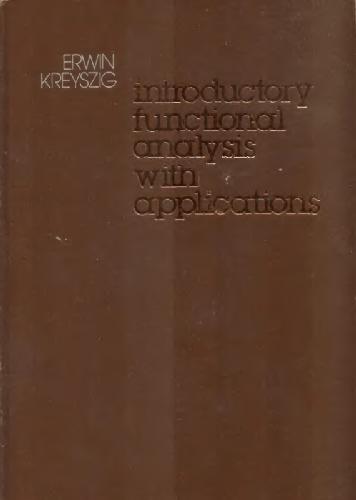 ERWIN
KREYSZIG
introductory
functional
analysis
with
applications